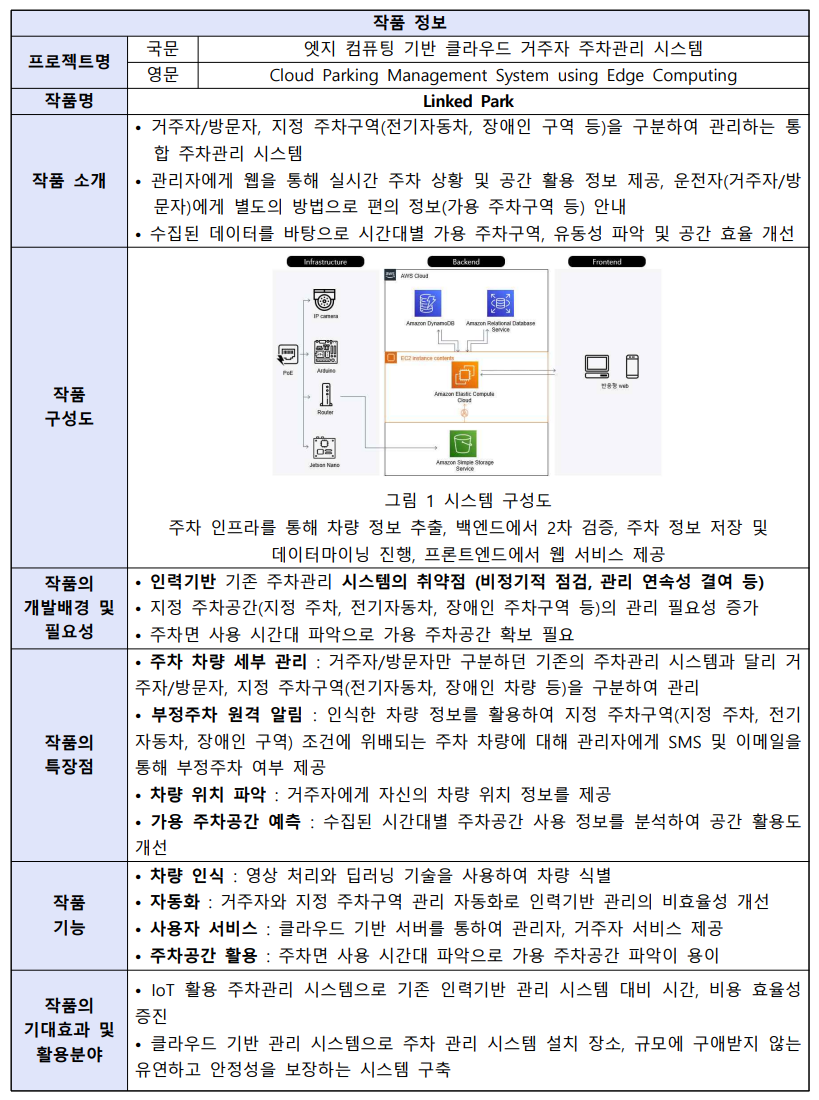 작품 정보
프로젝트명
국문
엣지 컴퓨팅 기반 클라우드 거주자 주차관리 시스템
영문
Cloud Parking Management System using Edge Computing
작품명
Linked Park
작품 소개
• 거주자/방문자, 지정 주차구역(전기자동차, 장애인 구역 등)을 구분하여 관리하는 통
합 주차관리 시스템
• 관리자에게 웹을 통해 실시간 주차 상황 및 공간 활용 정보 제공, 운전자(거주자/방
문자)에게 별도의 방법으로 편의 정보(가용 주차구역 등) 안내
• 수집된 데이터를 바탕으로 시간대별 가용 주차구역, 유동성 파악 및 공간 효율 개선
작품
구성도
Infrastructure
Backend
Frontend
aws
AWS Cloud
IP camera
Amazon DynamoDB
Amazon Relational Database
Service
PoE
Arduino
EC2 instance contents
Amazon Elastic Compute
Cloud
반응형 web
Router
Jetson Nano
Amazon Simple Storage
Service
그림 1 시스템 구성도
주차 인프라를 통해 차량 정보 추출, 백엔드에서 2차 검증, 주차 정보 저장 및
데이터마이닝 진행, 프론트엔드에서 웹 서비스 제공
작품의
개발배경 및
필요성
• 인력기반 기존 주차관리 시스템의 취약점 (비정기적 점검, 관리 연속성 결여 등)
• 지정 주차공간(지정 주차, 전기자동차, 장애인 주차구역 등)의 관리 필요성 증가
• 주차면 사용 시간대 파악으로 가용 주차공간 확보 필요
작품의
특장점
• 주차 차량 세부 관리 : 거주자/방문자만 구분하던 기존의 주차관리 시스템과 달리 거
주자/방문자, 지정 주차구역(전기자동차, 장애인 차량 등)을 구분하여 관리
• 부정주차 원격 알림 : 인식한 차량 정보를 활용하여 지정 주차구역(지정 주차, 전기
자동차, 장애인 구역) 조건에 위배되는 주차 차량에 대해 관리자에게 SMS 및 이메일을
통해 부정주차 여부 제공
• 차량 위치 파악 : 거주자에게 자신의 차량 위치 정보를 제공
• 가용 주차공간 예측 : 수집된 시간대별 주차공간 사용 정보를 분석하여 공간 활용도
개선
작품
기능
• 차량 인식 : 영상 처리와 딥러닝 기술을 사용하여 차량 식별
• 자동화 : 거주자와 지정 주차구역 관리 자동화로 인력기반 관리의 비효율성 개선
• 사용자 서비스 : 클라우드 기반 서버를 통하여 관리자, 거주자 서비스 제공
• 주차공간 활용 : 주차면 사용 시간대 파악으로 가용 주차공간 파악이 용이
작품의
기대효과 및
활용분야
• IoT 활용 주차관리 시스템으로 기존 인력기반 관리 시스템 대비 시간, 비용 효율성
증진
• 클라우드 기반 관리 시스템으로 주차 관리 시스템 설치 장소, 규모에 구애받지 않는
유연하고 안정성을 보장하는 시스템 구축